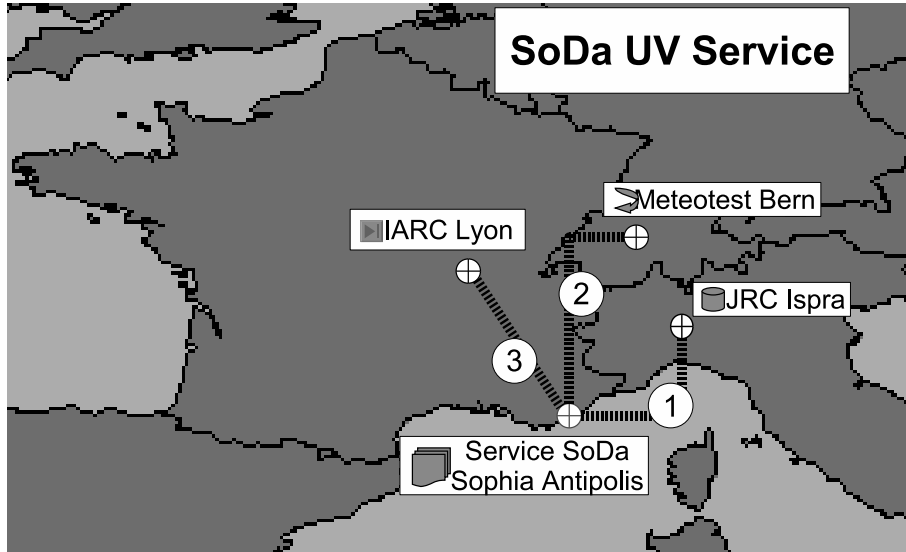 SoDa UV Service
Meteotest Bern
IARC Lyon
2
JRC Ispra
3
1
Service SoDa
Sophia Antipolis